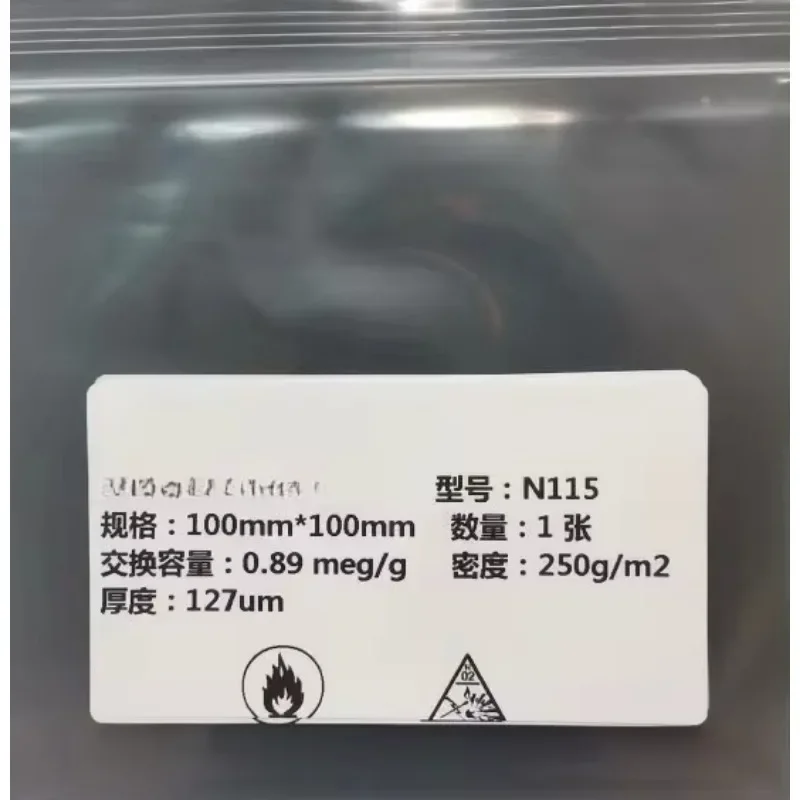 型号：N115
规格：100mm*100mm 数量：1 张
交换容量：0.89 meg/g 密度：250g/m2
厚度：127um
R
02